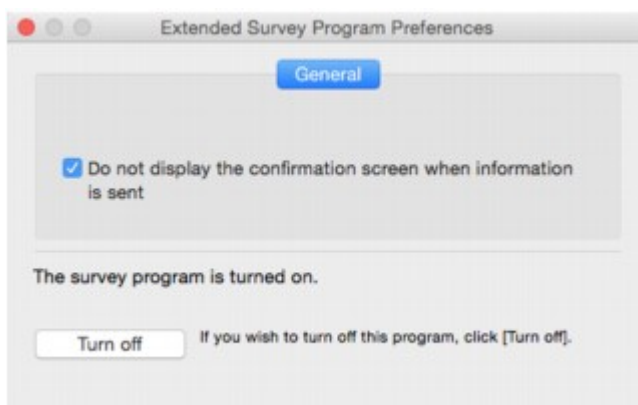 Extended Survey Program Preferences
General
Do not display the confirmation screen when information
is sent
The survey program is turned on.
Turn off
If you wish to turn off this program, click [Turn off].